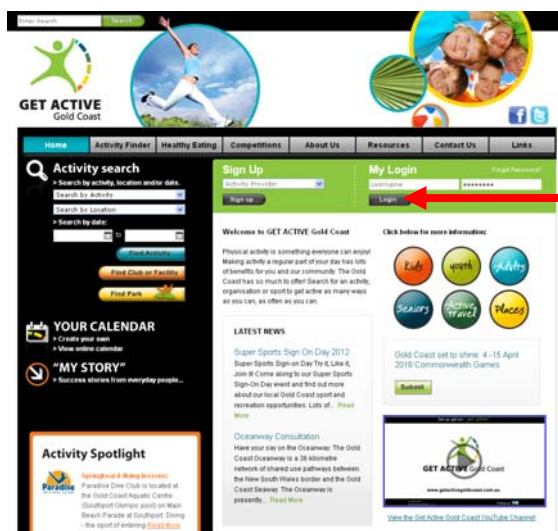 Enter Search
Search
GET ACTIVE
Gold Coast
Home
Activity Finder
Healthy Eating
Competitions
About Us
Resources
Contact Us
Links
Activity search
> Search by activity, location and/or date.
Search by Activity
Search by Location
> Search by date:
to
Find Activity
Find Club or Facility
Find Park
YOUR CALENDAR
> Create your own
> View online calendar
"MY STORY"
> Success stories from everyday people...
Activity Spotlight
Paradise
Springboard diving lessons:
Paradise Dive Club is located at
the Gold Coast Aquatic Centre
(Southport Olympic pool) on Main
Beach Parade at Southport. Diving
- the sport of entering Read More
Sign Up
Activity Provider
Sign up
My Login
Forgot Password?
Username
********
Login
Welcome to GET ACTIVE Gold Coast
Physical activity is something everyone can enjoy!
Making activity a regular part of your day has lots
of benefits for you and our community. The Gold
Coast has so much to offer! Search for an activity,
organisation or sport to get active as many ways
as you can, as often as you can.
LATEST NEWS
Super Sports Sign On Day 2012
Super Sports Sign-on Day Try it, Like it,
Join It! Come along to our Super Sports
Sign-On Day event and find out more
about our local Gold Coast sport and
recreation opportunities. Lots of... Read
More
Oceanway Consultation
Have your say on the Oceanway. The Gold
Coast Oceanway is a 36 kilometre
network of shared use pathways between
the New South Wales border and the Gold
Coast Seaway. The Oceanway is
presently... Read More
Click below for more information:
Kids
youth
Adults
Seniors
Active travel
Places
Gold Coast set to shine: 4 -15 April
2018 Commonwealth Games
Submit
GET ACTIVE Gold Coast
www.getactivegoldcoast.com.au
View the Get Active Gold Coast YouTube Channel